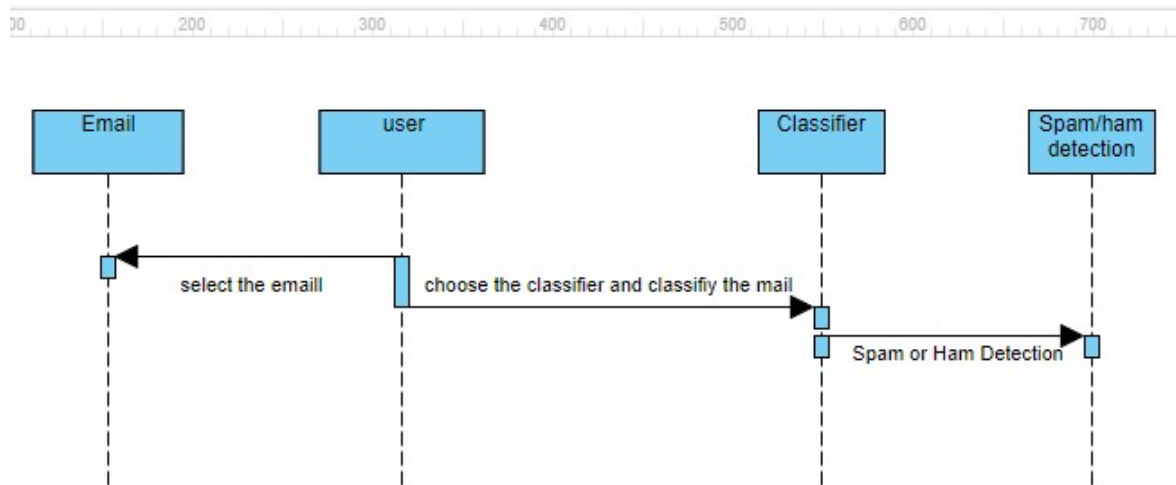 00 200 300 400 500 600 700
Email user Classifier Spam/ham
detection
select the emaill choose the classifier and classifiy the mail
Spam or Ham Detection